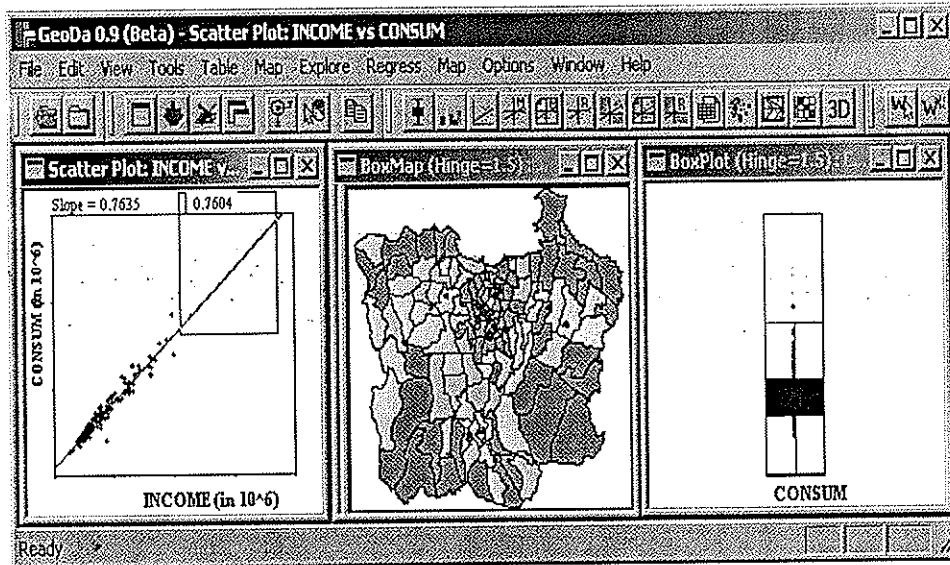 GeoDa 0.9 (Beta) - Scatter Plot: INCOME vs CONSUM
File Edit View Tools Table Map Explore Regress Map Options Window Help
3D W W
Scatter Plot: INCOME v...
Slope = 0.7635 0.7604
CONSUM (in 10^6)
INCOME (in 10^6)
BoxMap (Hinge=1.5)
BoxPlot (Hinge=1.5)
CONSUM
Ready